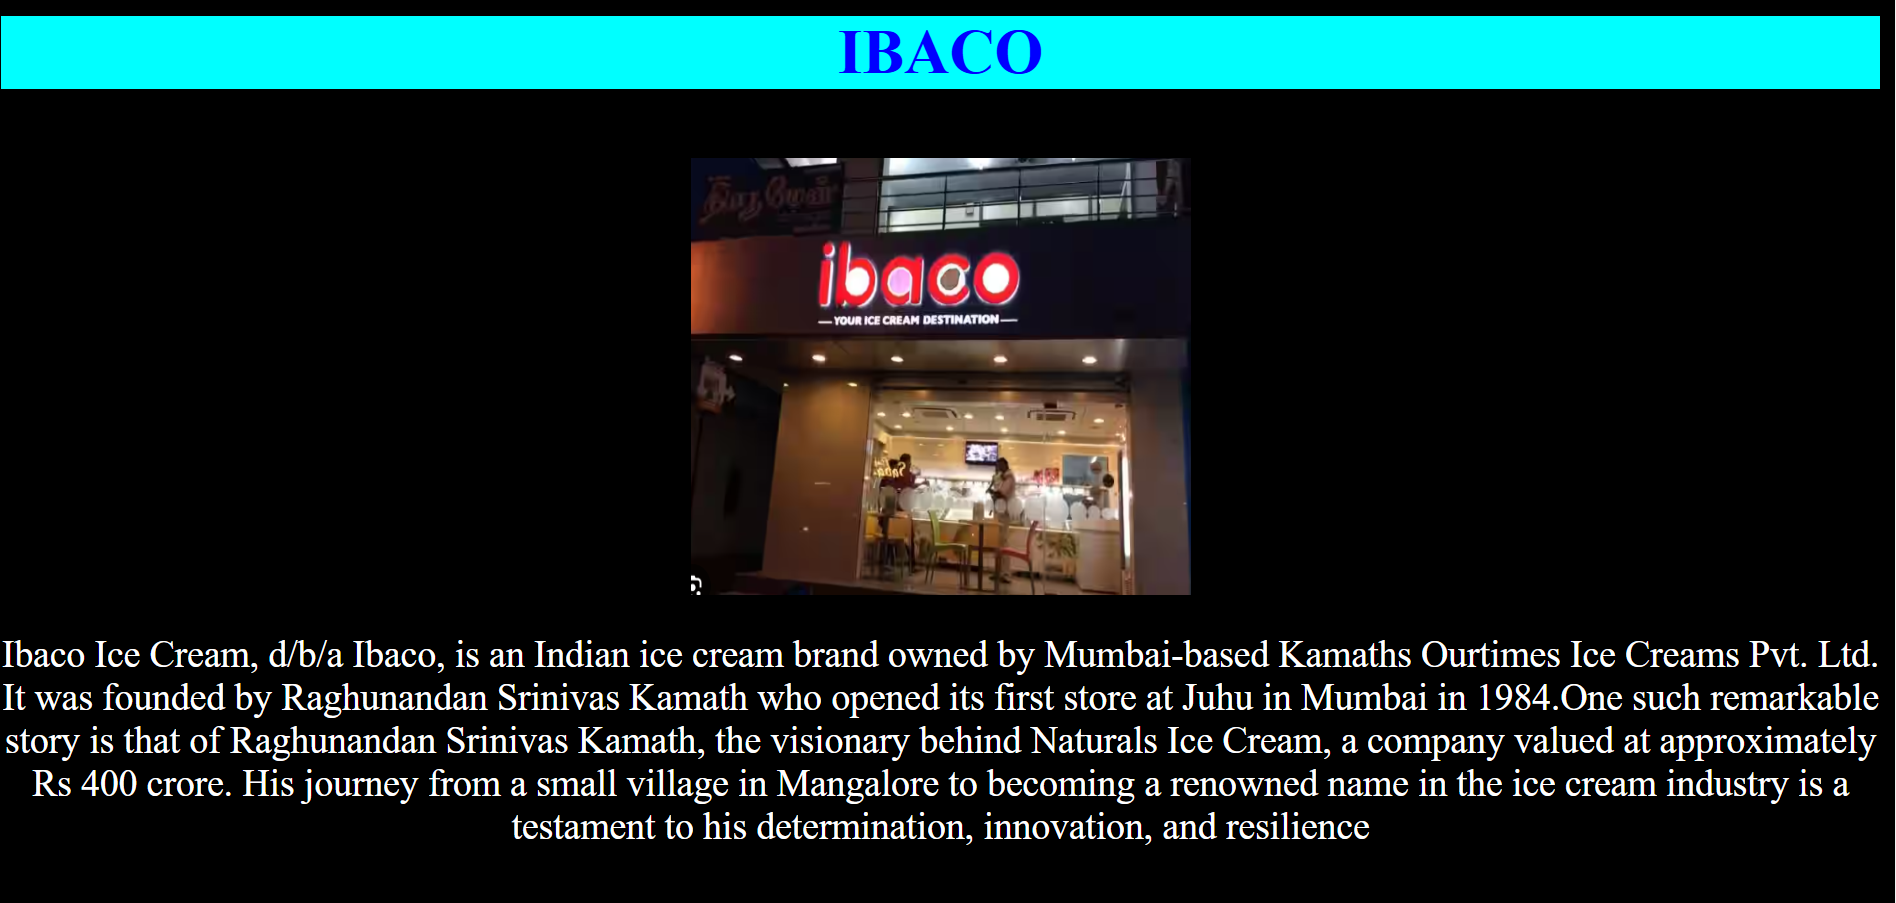 IBACO
ibaco
YOUR ICE CREAM DESTINATION
Ibaco Ice Cream, d/b/a Ibaco, is an Indian ice cream brand owned by Mumbai-based Kamaths Ourtimes Ice Creams Pvt. Ltd.
It was founded by Raghunandan Srinivas Kamath who opened its first store at Juhu in Mumbai in 1984.One such remarkable
story is that of Raghunandan Srinivas Kamath, the visionary behind Naturals Ice Cream, a company valued at approximately
Rs 400 crore. His journey from a small village in Mangalore to becoming a renowned name in the ice cream industry is a
testament to his determination, innovation, and resilience